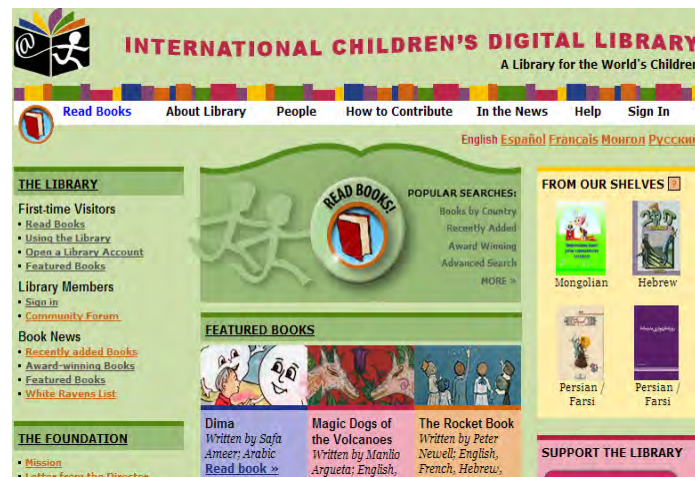 @
INTERNATIONAL CHILDREN'S DIGITAL LIBRARY
A Library for the World's Children
Read Books About Library People How to Contribute In the News Help Sign In
English Español Français Монгол Русский
THE LIBRARY
First-time Visitors
• Read Books
• Using the Library
• Open a Library Account
• Featured Books
Library Members
• Sign in
• Community Forum
Book News
• Recently added Books
• Award-winning Books
• Featured Books
• White Ravens List
THE FOUNDATION
• Mission
• Letter from the Director
READ BOOKS!
POPULAR SEARCHES:
Books by Country
Recently Added
Award Winning
Advanced Search
MORE »
FEATURED BOOKS
Dima
Written by Safa
Ameer; Arabic
Read book »
Magic Dogs of
the Volcanoes
Written by Manlio
Argueta; English,
The Rocket Book
Written by Peter
Newell; English,
French, Hebrew,
FROM OUR SHELVES ?
Mongolian
Hebrew
Persian /
Farsi
Persian /
Farsi
SUPPORT THE LIBRARY